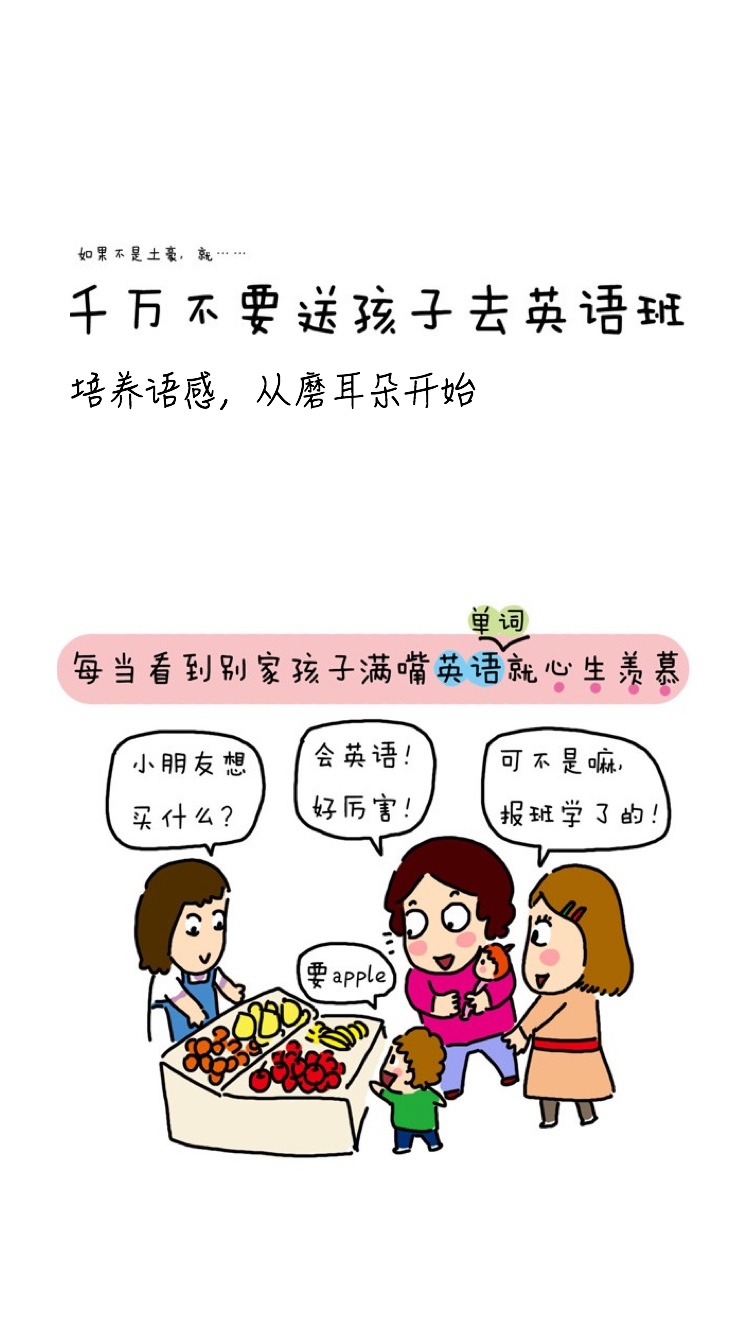 如果不是土豪，就……
千万不要送孩子去英语班
培养语感，从磨耳朵开始
单词
每当看到别家孩子满嘴英语就心生羡慕
小朋友想
买什么？
会英语！
好厉害！
可不是嘛，
报班学了的！
要apple